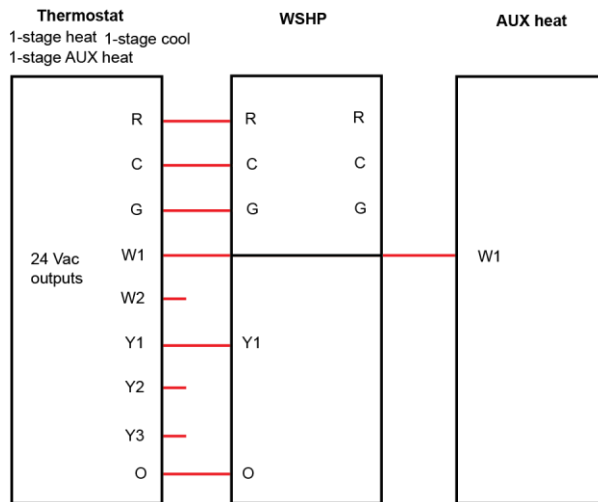 Thermostat
WSHP
AUX heat
1-stage heat 1-stage cool
1-stage AUX heat
R R R
C C C
G G G
24 Vac
outputs
W1 W1
W2
Y1 Y1
Y2
Y3
O O